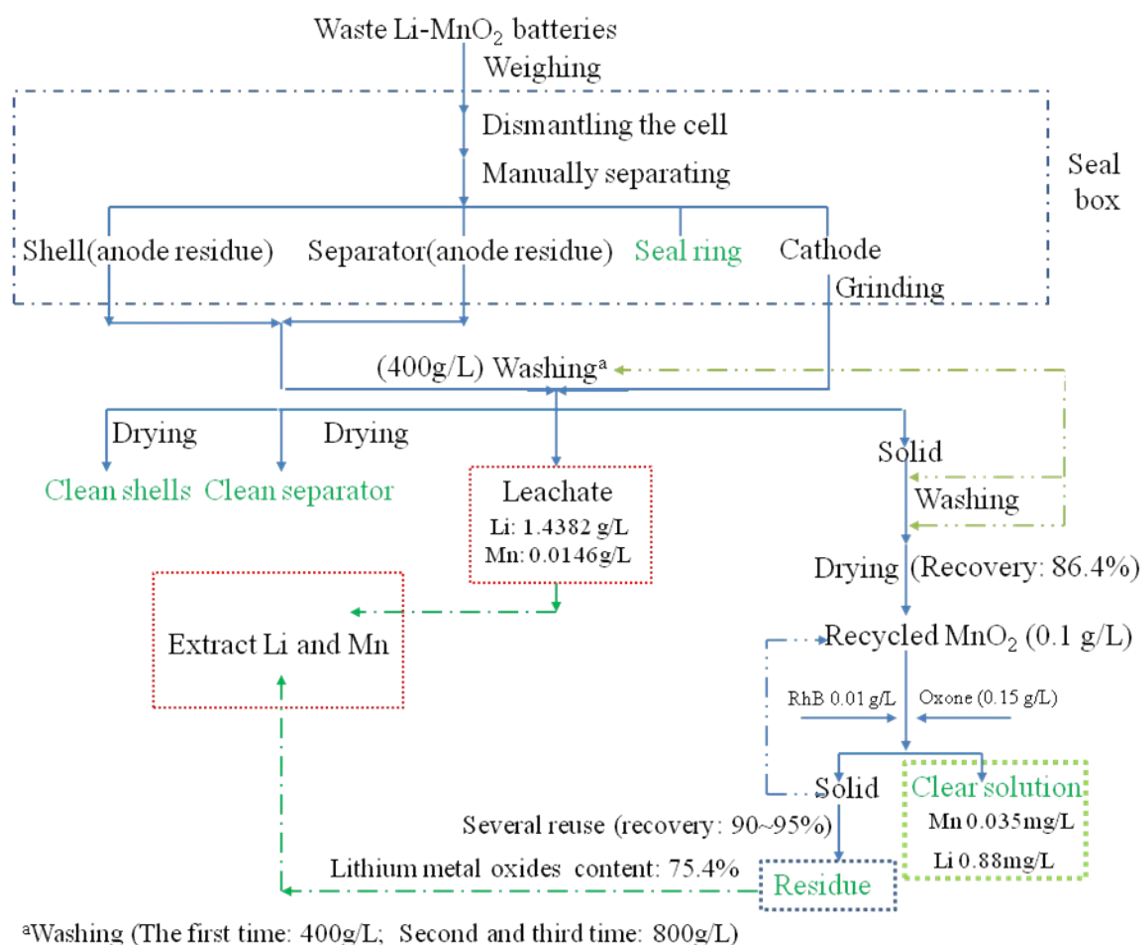 Waste Li-MnO₂ batteries
Weighing
Dismantling the cell
Manually separating
Seal
box
Shell(anode residue)
Separator(anode residue)
Seal ring
Cathode
Grinding
(400g/L) Washingᵃ
Drying
Drying
Solid
Clean shells
Clean separator
Leachate
Li: 1.4382 g/L
Mn: 0.0146g/L
Washing
Drying (Recovery: 86.4%)
Extract Li and Mn
Recycled MnO₂ (0.1 g/L)
RhB 0.01 g/L
Oxone (0.15 g/L)
Solid
Clear solution
Mn 0.035mg/L
Li 0.88mg/L
Several reuse (recovery: 90~95%)
Lithium metal oxides content: 75.4%
Residue
ᵃWashing (The first time: 400g/L; Second and third time: 800g/L)